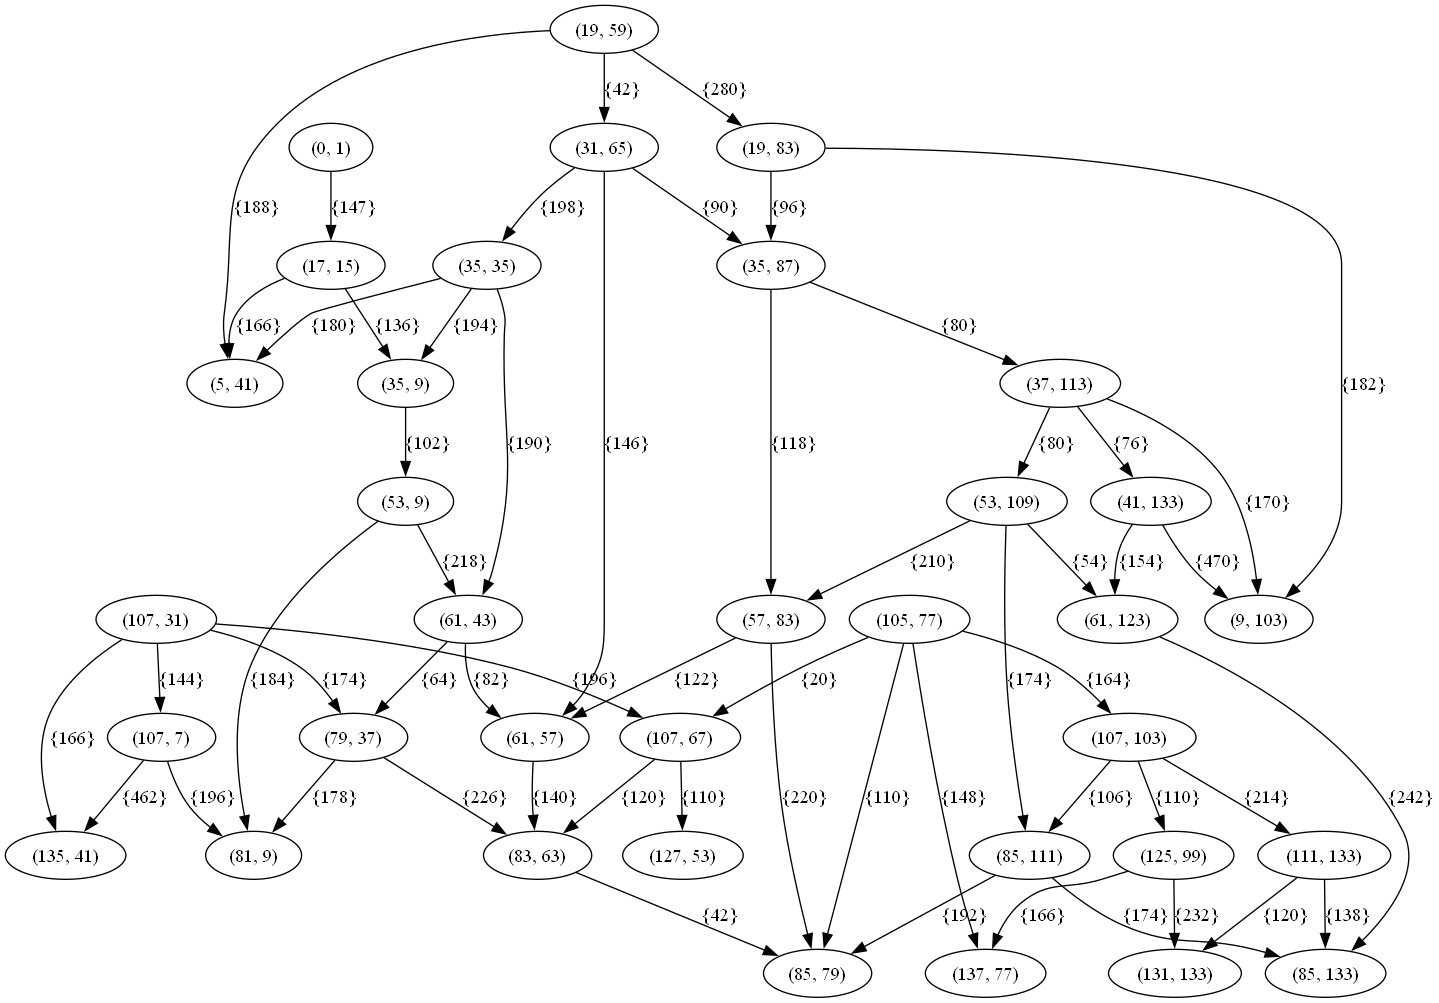 (19, 59)
{42} {280}
(0, 1) (31, 65) (19, 83)
{188} {147} {198} {90} {96}
(17, 15) (35, 35) (35, 87)
{166} {180} {136} {194} {80}
(5, 41) (35, 9) (37, 113) {182}
{102} {190} {146} {118} {80} {76}
(53, 9) (53, 109) (41, 133) {170}
{218} {210} {54} {154} {470}
(107, 31) (61, 43) (57, 83) (105, 77) (61, 123) (9, 103)
{144} {184} {174} {64} {82} {196} {122} {20} {174} {164}
{166} (107, 7) (79, 37) (61, 57) (107, 67) (107, 103)
{462} {196} {178} {226} {140} {120} {110} {220} {110} {148} {106} {110} {214} {242}
(135, 41) (81, 9) (83, 63) (127, 53) (85, 111) (125, 99) (111, 133)
{42} {192} {166} {174} {232} {120} {138}
(85, 79) (137, 77) (131, 133) (85, 133)